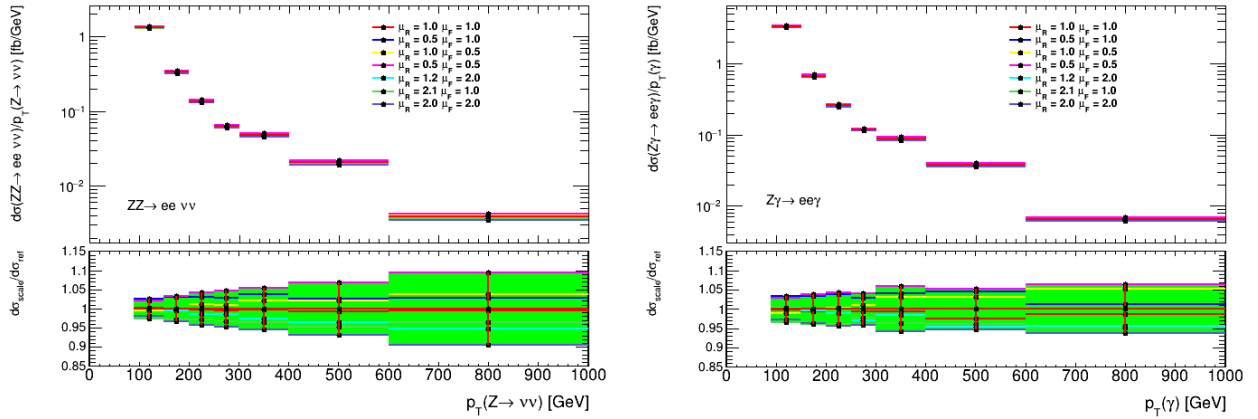 dσ(ZZ→ ee νν)/p_T(Z→ νν) [fb/GeV]
1
10⁻¹
10⁻²
μ_R = 1.0 μ_F = 1.0
μ_R = 0.5 μ_F = 1.0
μ_R = 1.0 μ_F = 0.5
μ_R = 0.5 μ_F = 0.5
μ_R = 1.2 μ_F = 2.0
μ_R = 2.1 μ_F = 1.0
μ_R = 2.0 μ_F = 2.0
ZZ→ ee νν
dσ_scale/dσ_ref
1.15
1.1
1.05
1
0.95
0.9
0.85
0 100 200 300 400 500 600 700 800 900 1000
p_T(Z→ νν) [GeV]
dσ(Zγ→ eeγ)/p_T(γ) [fb/GeV]
1
10⁻¹
10⁻²
μ_R = 1.0 μ_F = 1.0
μ_R = 0.5 μ_F = 1.0
μ_R = 1.0 μ_F = 0.5
μ_R = 0.5 μ_F = 0.5
μ_R = 1.2 μ_F = 2.0
μ_R = 2.1 μ_F = 1.0
μ_R = 2.0 μ_F = 2.0
Zγ→ eeγ
dσ_scale/dσ_ref
1.15
1.1
1.05
1
0.95
0.9
0.85
0 100 200 300 400 500 600 700 800 900 1000
p_T(γ) [GeV]